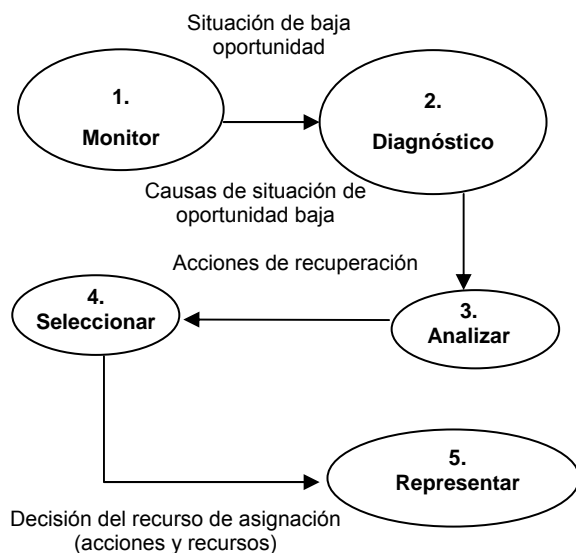 Situación de baja
oportunidad
1.
Monitor
2.
Diagnóstico
Causas de situación de
oportunidad baja
Acciones de recuperación
3.
Analizar
4.
Seleccionar
5.
Representar
Decisión del recurso de asignación
(acciones y recursos)